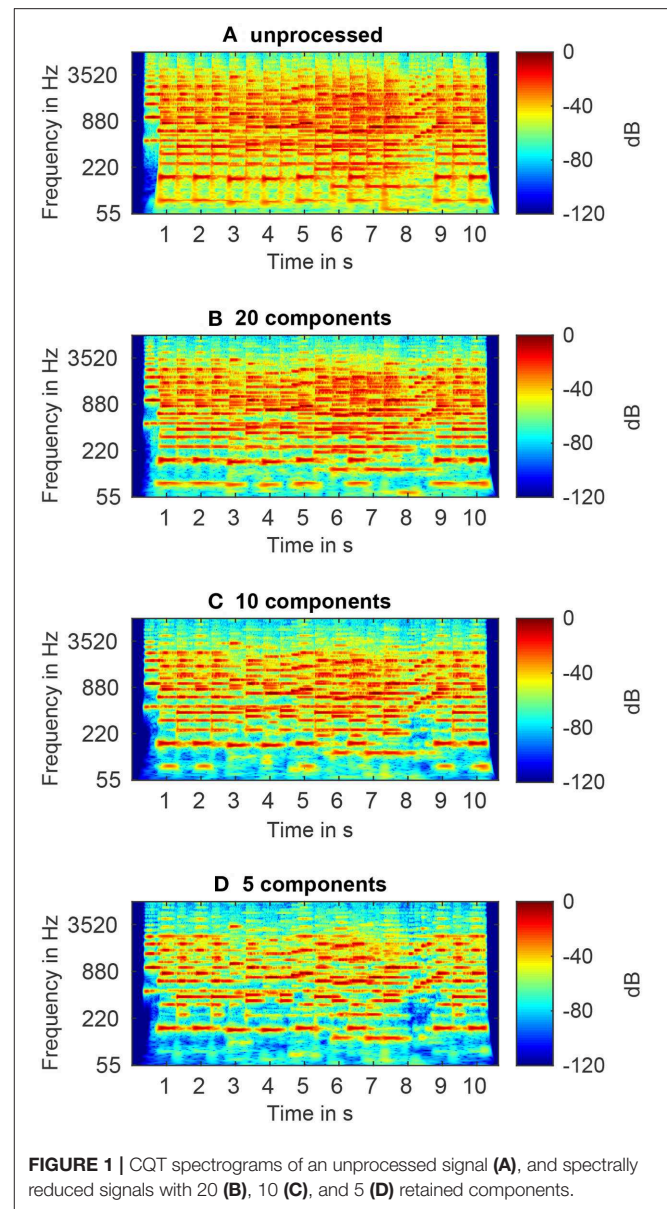 A unprocessed
3520
880
220
55
Frequency in Hz
1 2 3 4 5 6 7 8 9 10
Time in s
0
-40
-80
-120
dB
B 20 components
3520
880
220
55
Frequency in Hz
1 2 3 4 5 6 7 8 9 10
Time in s
0
-40
-80
-120
dB
C 10 components
3520
880
220
55
Frequency in Hz
1 2 3 4 5 6 7 8 9 10
Time in s
0
-40
-80
-120
dB
D 5 components
3520
880
220
55
Frequency in Hz
1 2 3 4 5 6 7 8 9 10
Time in s
0
-40
-80
-120
dB
FIGURE 1 | CQT spectrograms of an unprocessed signal (A), and spectrally
reduced signals with 20 (B), 10 (C), and 5 (D) retained components.